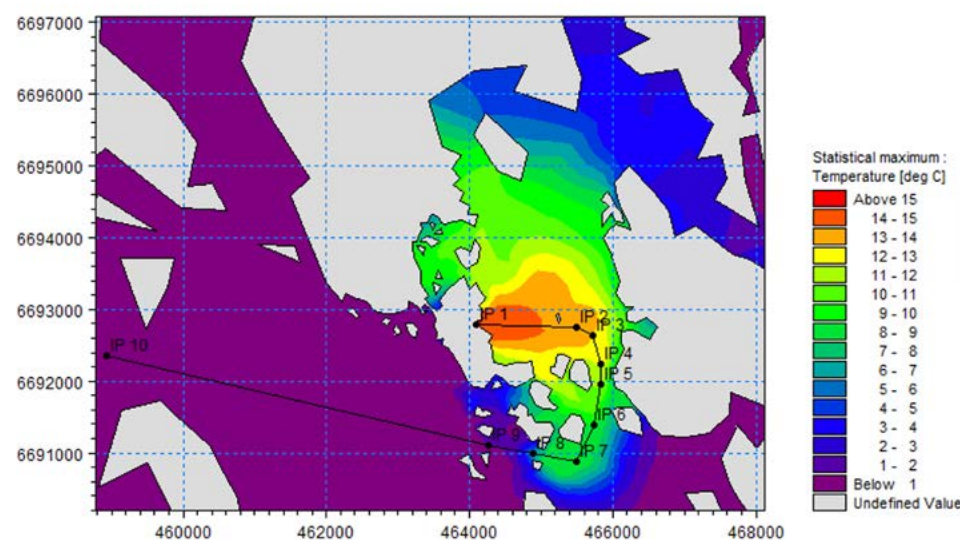 6697000
6696000
6695000
6694000
6693000
6692000
6691000
460000 462000 464000 466000 468000
IP 1
IP 2
IP 3
IP 4
IP 5
IP 6
IP 7
IP 8
IP 9
IP 10
Statistical maximum :
Temperature [deg C]
Above 15
14 - 15
13 - 14
12 - 13
11 - 12
10 - 11
9 - 10
8 - 9
7 - 8
6 - 7
5 - 6
4 - 5
3 - 4
2 - 3
1 - 2
Below 1
Undefined Value